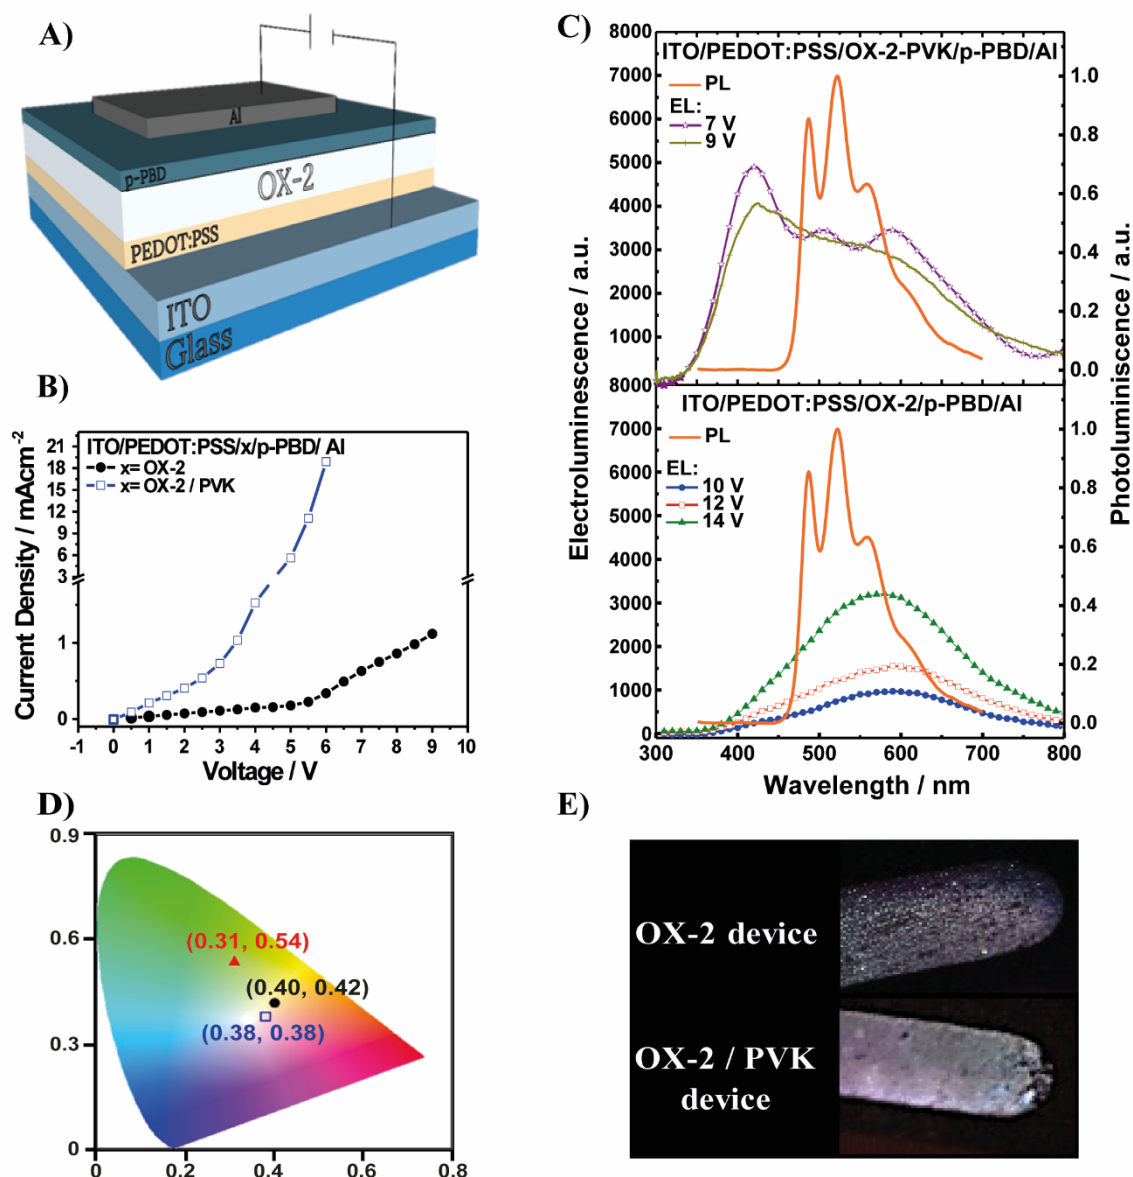 A)
Al
p-PBD
OX-2
PEDOT:PSS
ITO
Glass
B)
ITO/PEDOT:PSS/x/p-PBD/ Al
x= OX-2
x= OX-2 / PVK
Current Density / mAcm-2
21
18
15
12
9
6
3
1
0
-1 0 1 2 3 4 5 6 7 8 9 10
Voltage / V
C)
ITO/PEDOT:PSS/OX-2-PVK/p-PBD/Al
PL
EL:
7 V
9 V
8000
7000
6000
5000
4000
3000
2000
1000
8000
1.0
0.8
0.6
0.4
0.2
0.0
ITO/PEDOT:PSS/OX-2/p-PBD/Al
PL
EL:
10 V
12 V
14 V
7000
6000
5000
4000
3000
2000
1000
0
1.0
0.8
0.6
0.4
0.2
0.0
300 400 500 600 700 800
Wavelength / nm
Electroluminescence / a.u.
Photoluminiscence / a.u.
D)
0.9
0.6
0.3
0
0 0.2 0.4 0.6 0.8
(0.31, 0.54)
(0.40, 0.42)
(0.38, 0.38)
E)
OX-2 device
OX-2 / PVK
device